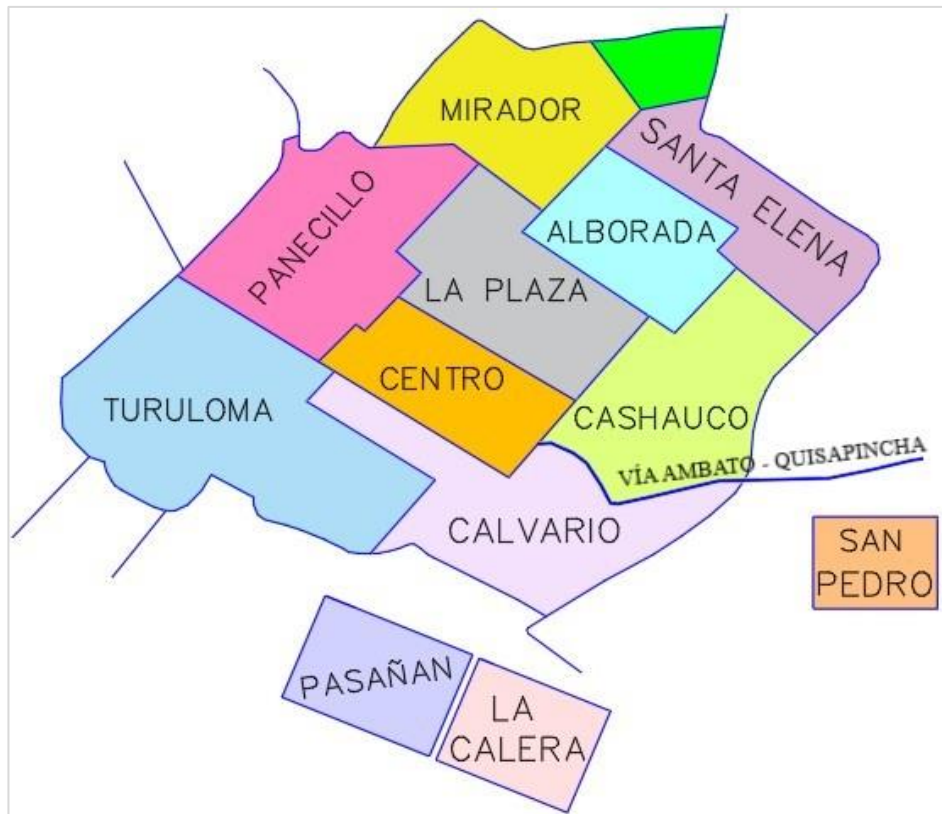 MIRADOR
SANTA ELENA
PANECILLO
ALBORADA
LA PLAZA
CENTRO
TURULOMA
CASHAUCO
VÍA AMBATO - QUISAPINCHA
CALVARIO
SAN
PEDRO
PASAÑAN
LA
CALERA